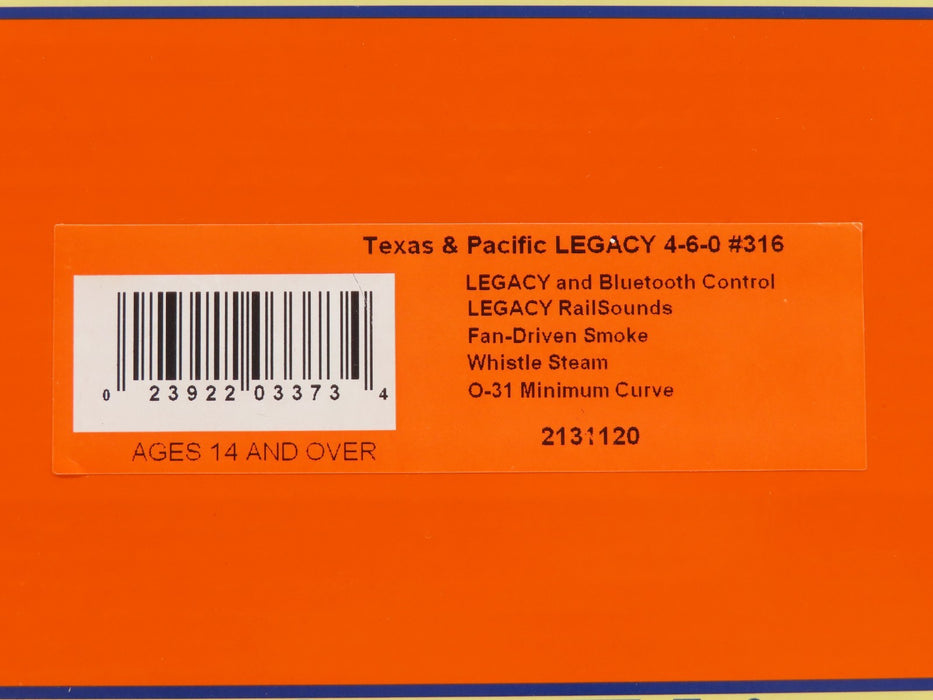 Texas & Pacific LEGACY 4-6-0 #316
LEGACY and Bluetooth Control
LEGACY RailSounds
Fan-Driven Smoke
Whistle Steam
O-31 Minimum Curve
2131120
0 23922 03373 4
AGES 14 AND OVER